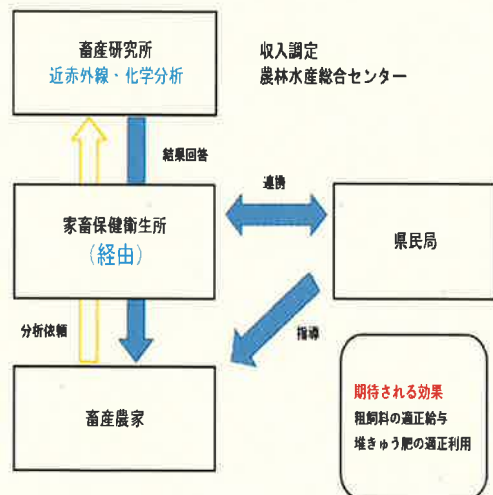 畜産研究所
近赤外線・化学分析
収入調定
農林水産総合センター
結果回答
連携
家畜保健衛生所
(経由)
県民局
分析依頼
指導
畜産農家
期待される効果
粗飼料の適正給与
堆きゅう肥の適正利用